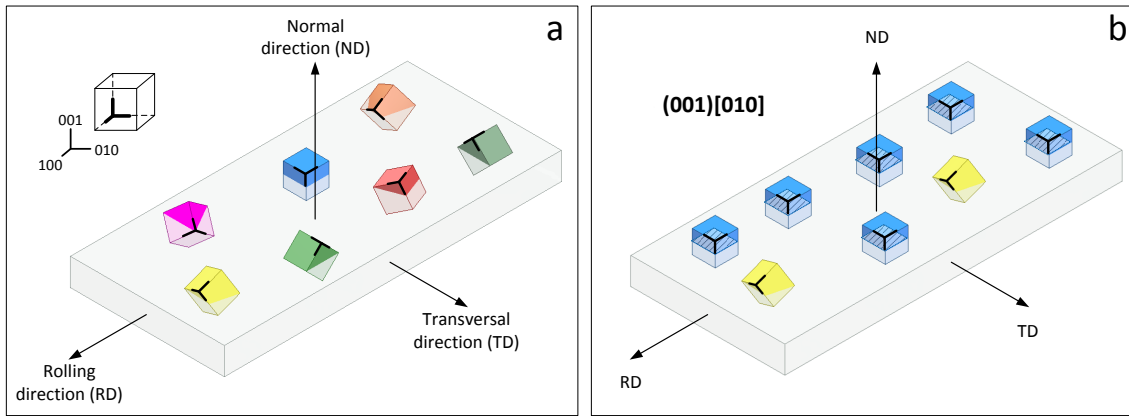 a
Normal
direction (ND)
001
010
100
Transversal
direction (TD)
Rolling
direction (RD)
b
ND
(001)[010]
TD
RD